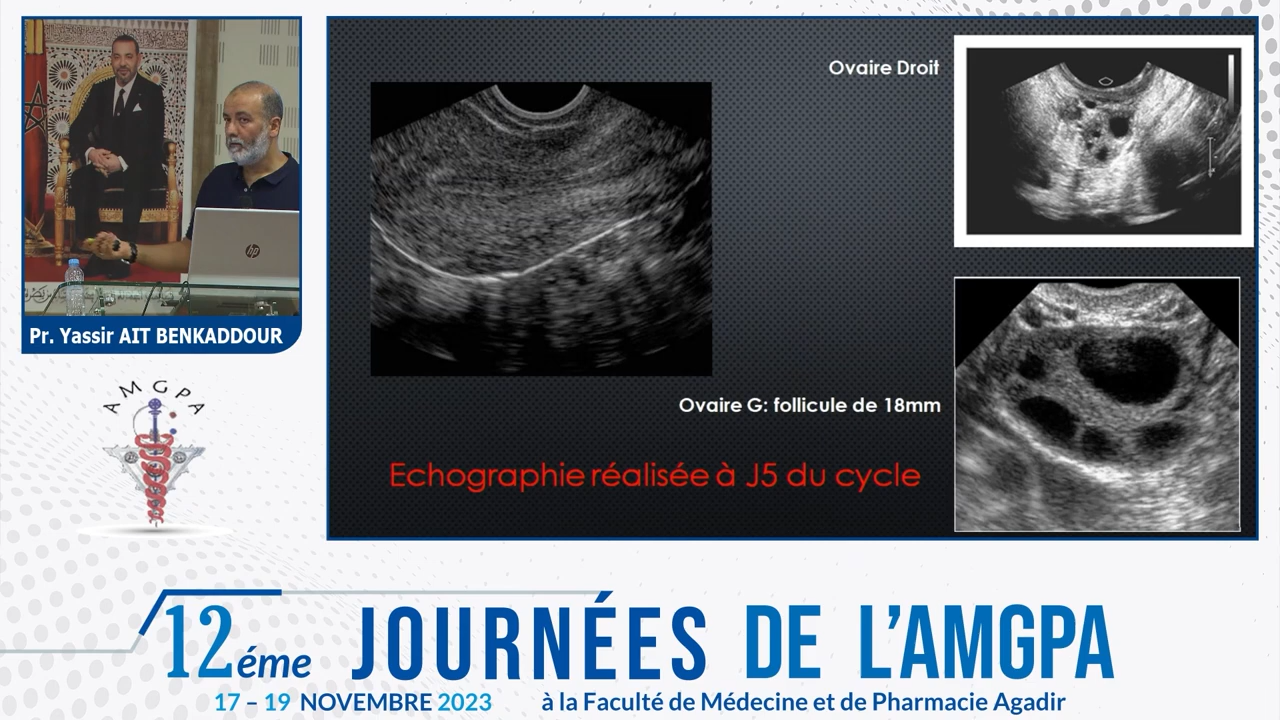 Ovaire Droit
Ovaire G: follicule de 18mm
Echographie réalisée à J5 du cycle
hp
Pr. Yassir AIT BENKADDOUR
AMGPA
12éme JOURNÉES DE L'AMGPA
17 – 19 NOVEMBRE 2023 à la Faculté de Médecine et de Pharmacie Agadir